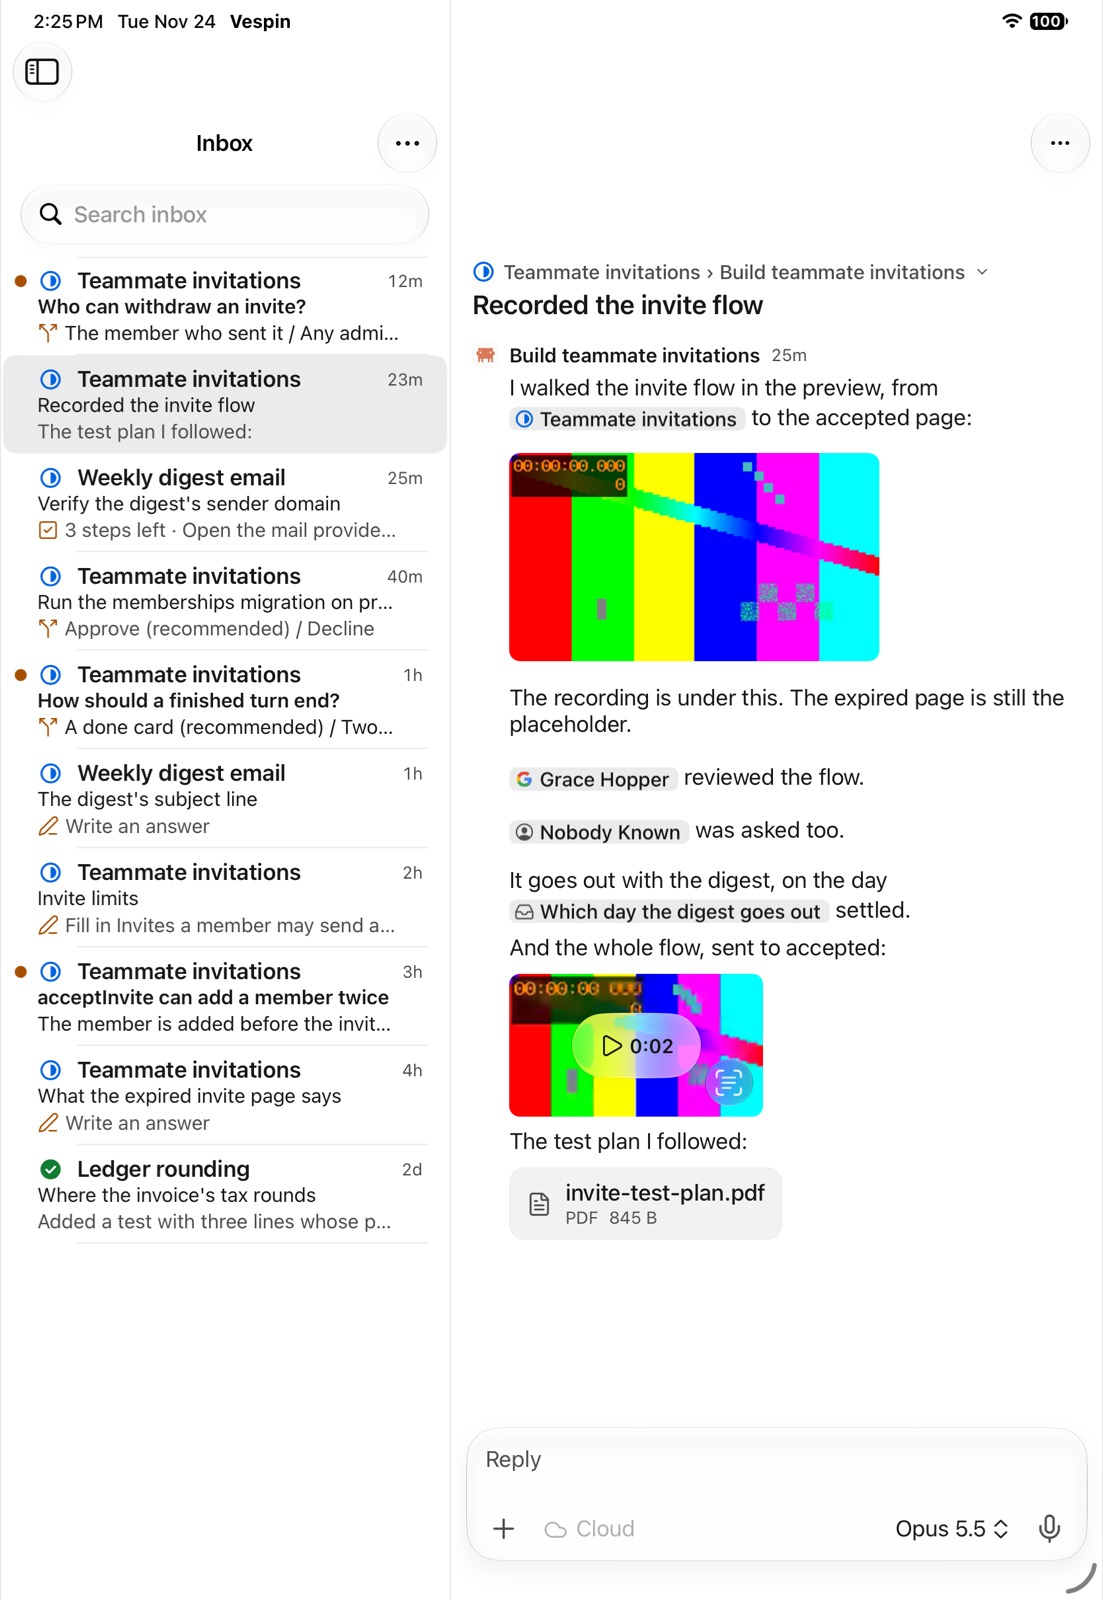 2:25 PM Tue Nov 24 Vespin
100
Inbox
Search inbox
Teammate invitations 12m
Who can withdraw an invite?
The member who sent it / Any admi...
Teammate invitations 23m
Recorded the invite flow
The test plan I followed:
Weekly digest email 25m
Verify the digest's sender domain
3 steps left · Open the mail provide...
Teammate invitations 40m
Run the memberships migration on pr...
Approve (recommended) / Decline
Teammate invitations 1h
How should a finished turn end?
A done card (recommended) / Two...
Weekly digest email 1h
The digest's subject line
Write an answer
Teammate invitations 2h
Invite limits
Fill in Invites a member may send a...
Teammate invitations 3h
acceptInvite can add a member twice
The member is added before the invit...
Teammate invitations 4h
What the expired invite page says
Write an answer
Ledger rounding 2d
Where the invoice's tax rounds
Added a test with three lines whose p...
Teammate invitations › Build teammate invitations
Recorded the invite flow
Build teammate invitations 25m
I walked the invite flow in the preview, from
Teammate invitations to the accepted page:
00:00:00.000
0
The recording is under this. The expired page is still the
placeholder.
Grace Hopper reviewed the flow.
Nobody Known was asked too.
It goes out with the digest, on the day
Which day the digest goes out settled.
And the whole flow, sent to accepted:
0:02
The test plan I followed:
invite-test-plan.pdf
PDF 845 B
Reply
Cloud
Opus 5.5